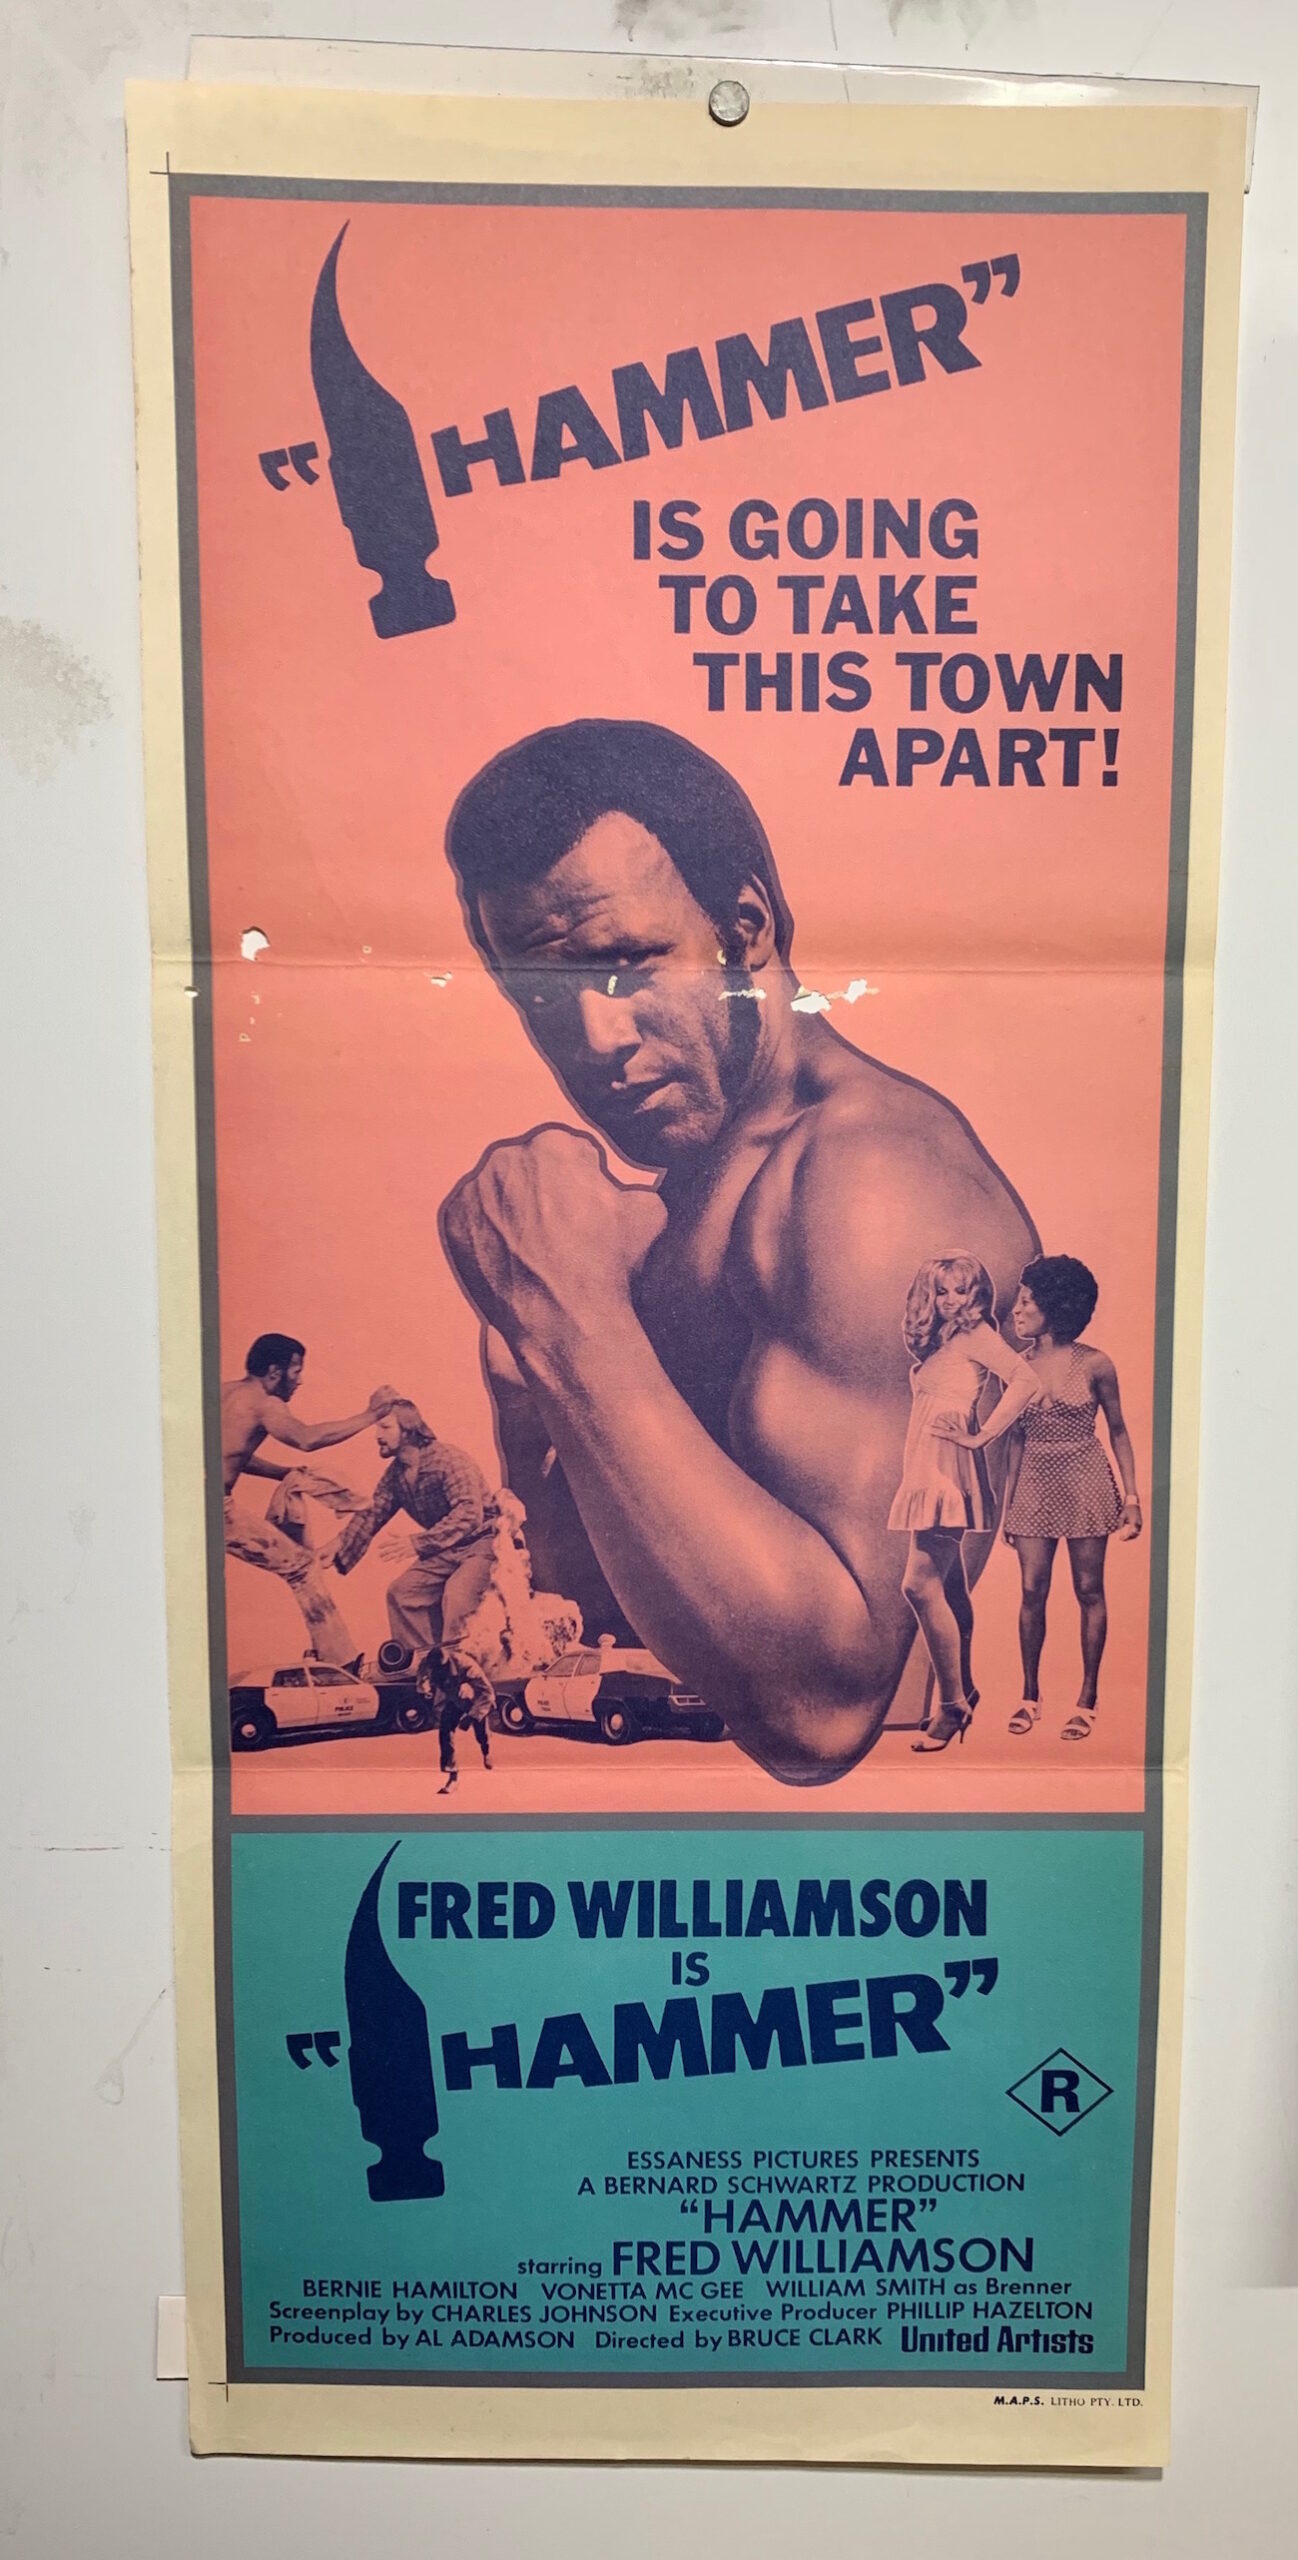 “HAMMER”
IS GOING
TO TAKE
THIS TOWN
APART!
POLICE
POLICE
FRED WILLIAMSON
IS
“HAMMER”
R
ESSANESS PICTURES PRESENTS
A BERNARD SCHWARTZ PRODUCTION
“HAMMER”
starring FRED WILLIAMSON
BERNIE HAMILTON VONETTA MC GEE WILLIAM SMITH as Brenner
Screenplay by CHARLES JOHNSON Executive Producer PHILLIP HAZELTON
Produced by AL ADAMSON Directed by BRUCE CLARK United Artists
M.A.P.S. LITHO PTY. LTD.